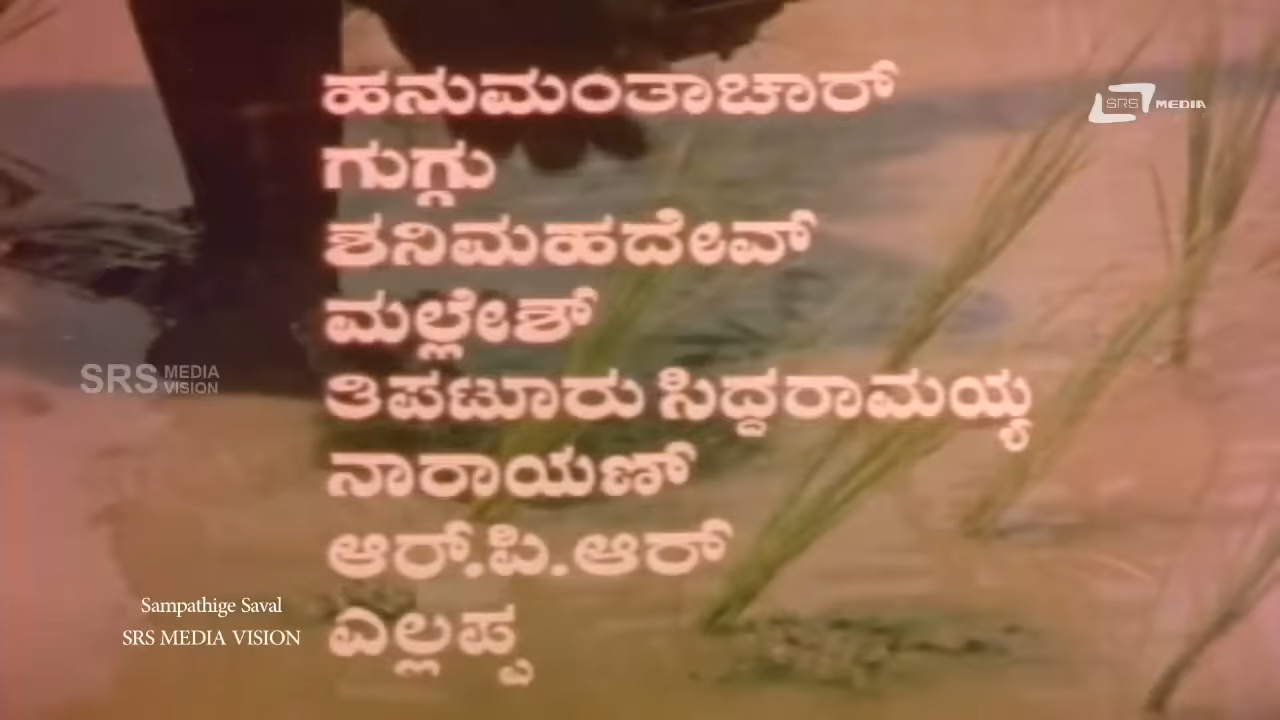 ಹನುಮಂತಾಚಾರ್
SRS MEDIA
ಗುಗ್ಗು
ಶನಿಮಹದೇವ್
ಮಲ್ಲೇಶ್
SRS MEDIA VISION
ತಿಪಟೂರು ಸಿದ್ದರಾಮಯ್ಯ
ನಾರಾಯಣ್
ಆರ್.ಪಿ.ಆರ್
Sampathige Saval
SRS MEDIA VISION
ಎಲ್ಲಪ್ಪ